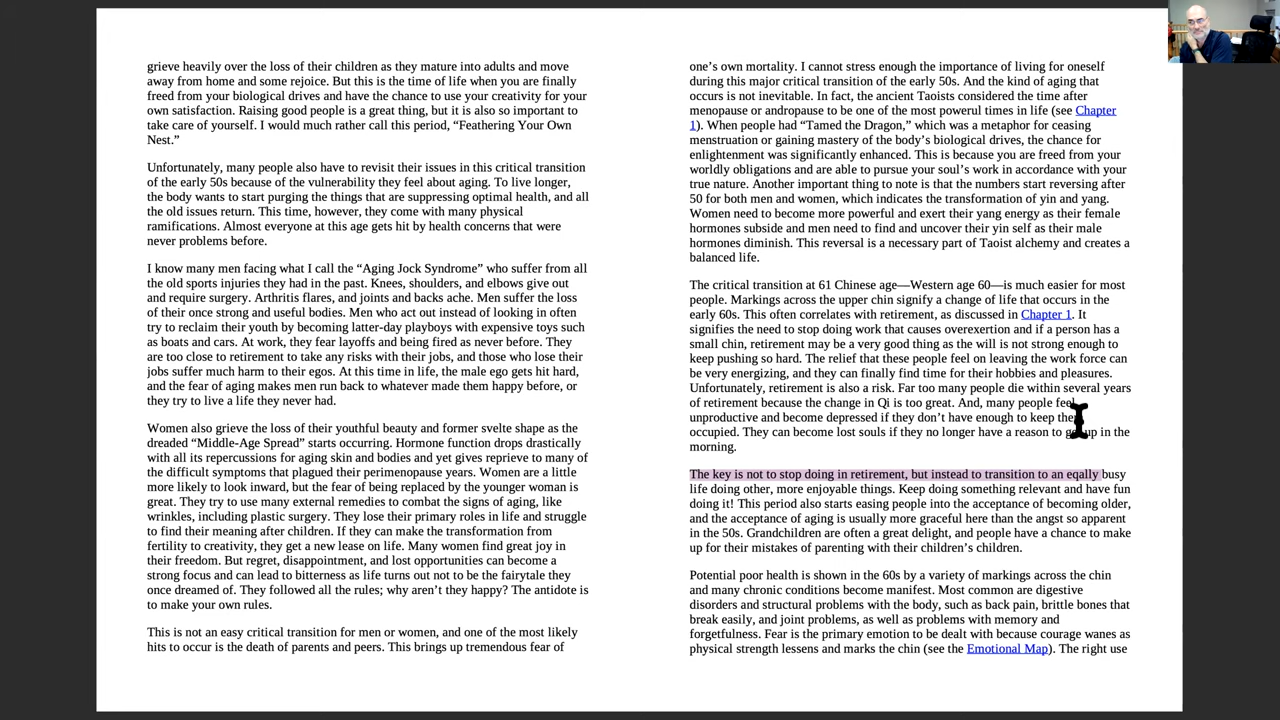 grieve heavily over the loss of their children as they mature into adults and move
away from home and some rejoice. But this is the time of life when you are finally
freed from your biological drives and have the chance to use your creativity for your
own satisfaction. Raising good people is a great thing, but it is also so important to
take care of yourself. I would much rather call this period, “Feathering Your Own
Nest.”
Unfortunately, many people also have to revisit their issues in this critical transition
of the early 50s because of the vulnerability they feel about aging. To live longer,
the body wants to start purging the things that are suppressing optimal health, and all
the old issues return. This time, however, they come with many physical
ramifications. Almost everyone at this age gets hit by health concerns that were
never problems before.
I know many men facing what I call the “Aging Jock Syndrome” who suffer from all
the old sports injuries they had in the past. Knees, shoulders, and elbows give out
and require surgery. Arthritis flares, and joints and backs ache. Men suffer the loss
of their once strong and useful bodies. Men who act out instead of looking in often
try to reclaim their youth by becoming latter-day playboys with expensive toys such
as boats and cars. At work, they fear layoffs and being fired as never before. They
are too close to retirement to take any risks with their jobs, and those who lose their
jobs suffer much harm to their egos. At this time in life, the male ego gets hit hard,
and the fear of aging makes men run back to whatever made them happy before, or
they try to live a life they never had.
Women also grieve the loss of their youthful beauty and former svelte shape as the
dreaded “Middle-Age Spread” starts occurring. Hormone function drops drastically
with all its repercussions for aging skin and bodies and yet gives reprieve to many of
the difficult symptoms that plagued their perimenopause years. Women are a little
more likely to look inward, but the fear of being replaced by the younger woman is
great. They try to use many external remedies to combat the signs of aging, like
wrinkles, including plastic surgery. They lose their primary roles in life and struggle
to find their meaning after children. If they can make the transformation from
fertility to creativity, they get a new lease on life. Many women find great joy in
their freedom. But regret, disappointment, and lost opportunities can become a
strong focus and can lead to bitterness as life turns out not to be the fairytale they
once dreamed of. They followed all the rules; why aren’t they happy? The antidote is
to make your own rules.
This is not an easy critical transition for men or women, and one of the most likely
hits to occur is the death of parents and peers. This brings up tremendous fear of
one’s own mortality. I cannot stress enough the importance of living for oneself
during this major critical transition of the early 50s. And the kind of aging that
occurs is not inevitable. In fact, the ancient Taoists considered the time after
menopause or andropause to be one of the most powerful times in life (see Chapter
1). When people had “Tamed the Dragon,” which was a metaphor for ceasing
menstruation or gaining mastery of the body’s biological drives, the chance for
enlightenment was significantly enhanced. This is because you are freed from your
worldly obligations and are able to pursue your soul’s work in accordance with your
true nature. Another important thing to note is that the numbers start reversing after
50 for both men and women, which indicates the transformation of yin and yang.
Women need to become more powerful and exert their yang energy as their female
hormones subside and men need to find and uncover their yin self as their male
hormones diminish. This reversal is a necessary part of Taoist alchemy and creates a
balanced life.
The critical transition at 61 Chinese age—Western age 60—is much easier for most
people. Markings across the upper chin signify a change of life that occurs in the
early 60s. This often correlates with retirement, as discussed in Chapter 1. It
signifies the need to stop doing work that causes overexertion and if a person has a
small chin, retirement may be a very good thing as the will is not strong enough to
keep pushing so hard. The relief that these people feel on leaving the work force can
be very energizing, and they can finally find time for their hobbies and pleasures.
Unfortunately, retirement is also a risk. Far too many people die within several years
of retirement because the change in Qi is too great. And, many people feel
unproductive and become depressed if they don’t have enough to keep
occupied. They can become lost souls if they no longer have a reason to up in the
morning.
The key is not to stop doing in retirement, but instead to transition to an eqally busy
life doing other, more enjoyable things. Keep doing something relevant and have fun
doing it! This period also starts easing people into the acceptance of becoming older,
and the acceptance of aging is usually more graceful here than the angst so apparent
in the 50s. Grandchildren are often a great delight, and people have a chance to make
up for their mistakes of parenting with their children’s children.
Potential poor health is shown in the 60s by a variety of markings across the chin
and many chronic conditions become manifest. Most common are digestive
disorders and structural problems with the body, such as back pain, brittle bones that
break easily, and joint problems, as well as problems with memory and
forgetfulness. Fear is the primary emotion to be dealt with because courage wanes as
physical strength lessens and marks the chin (see the Emotional Map). The right use